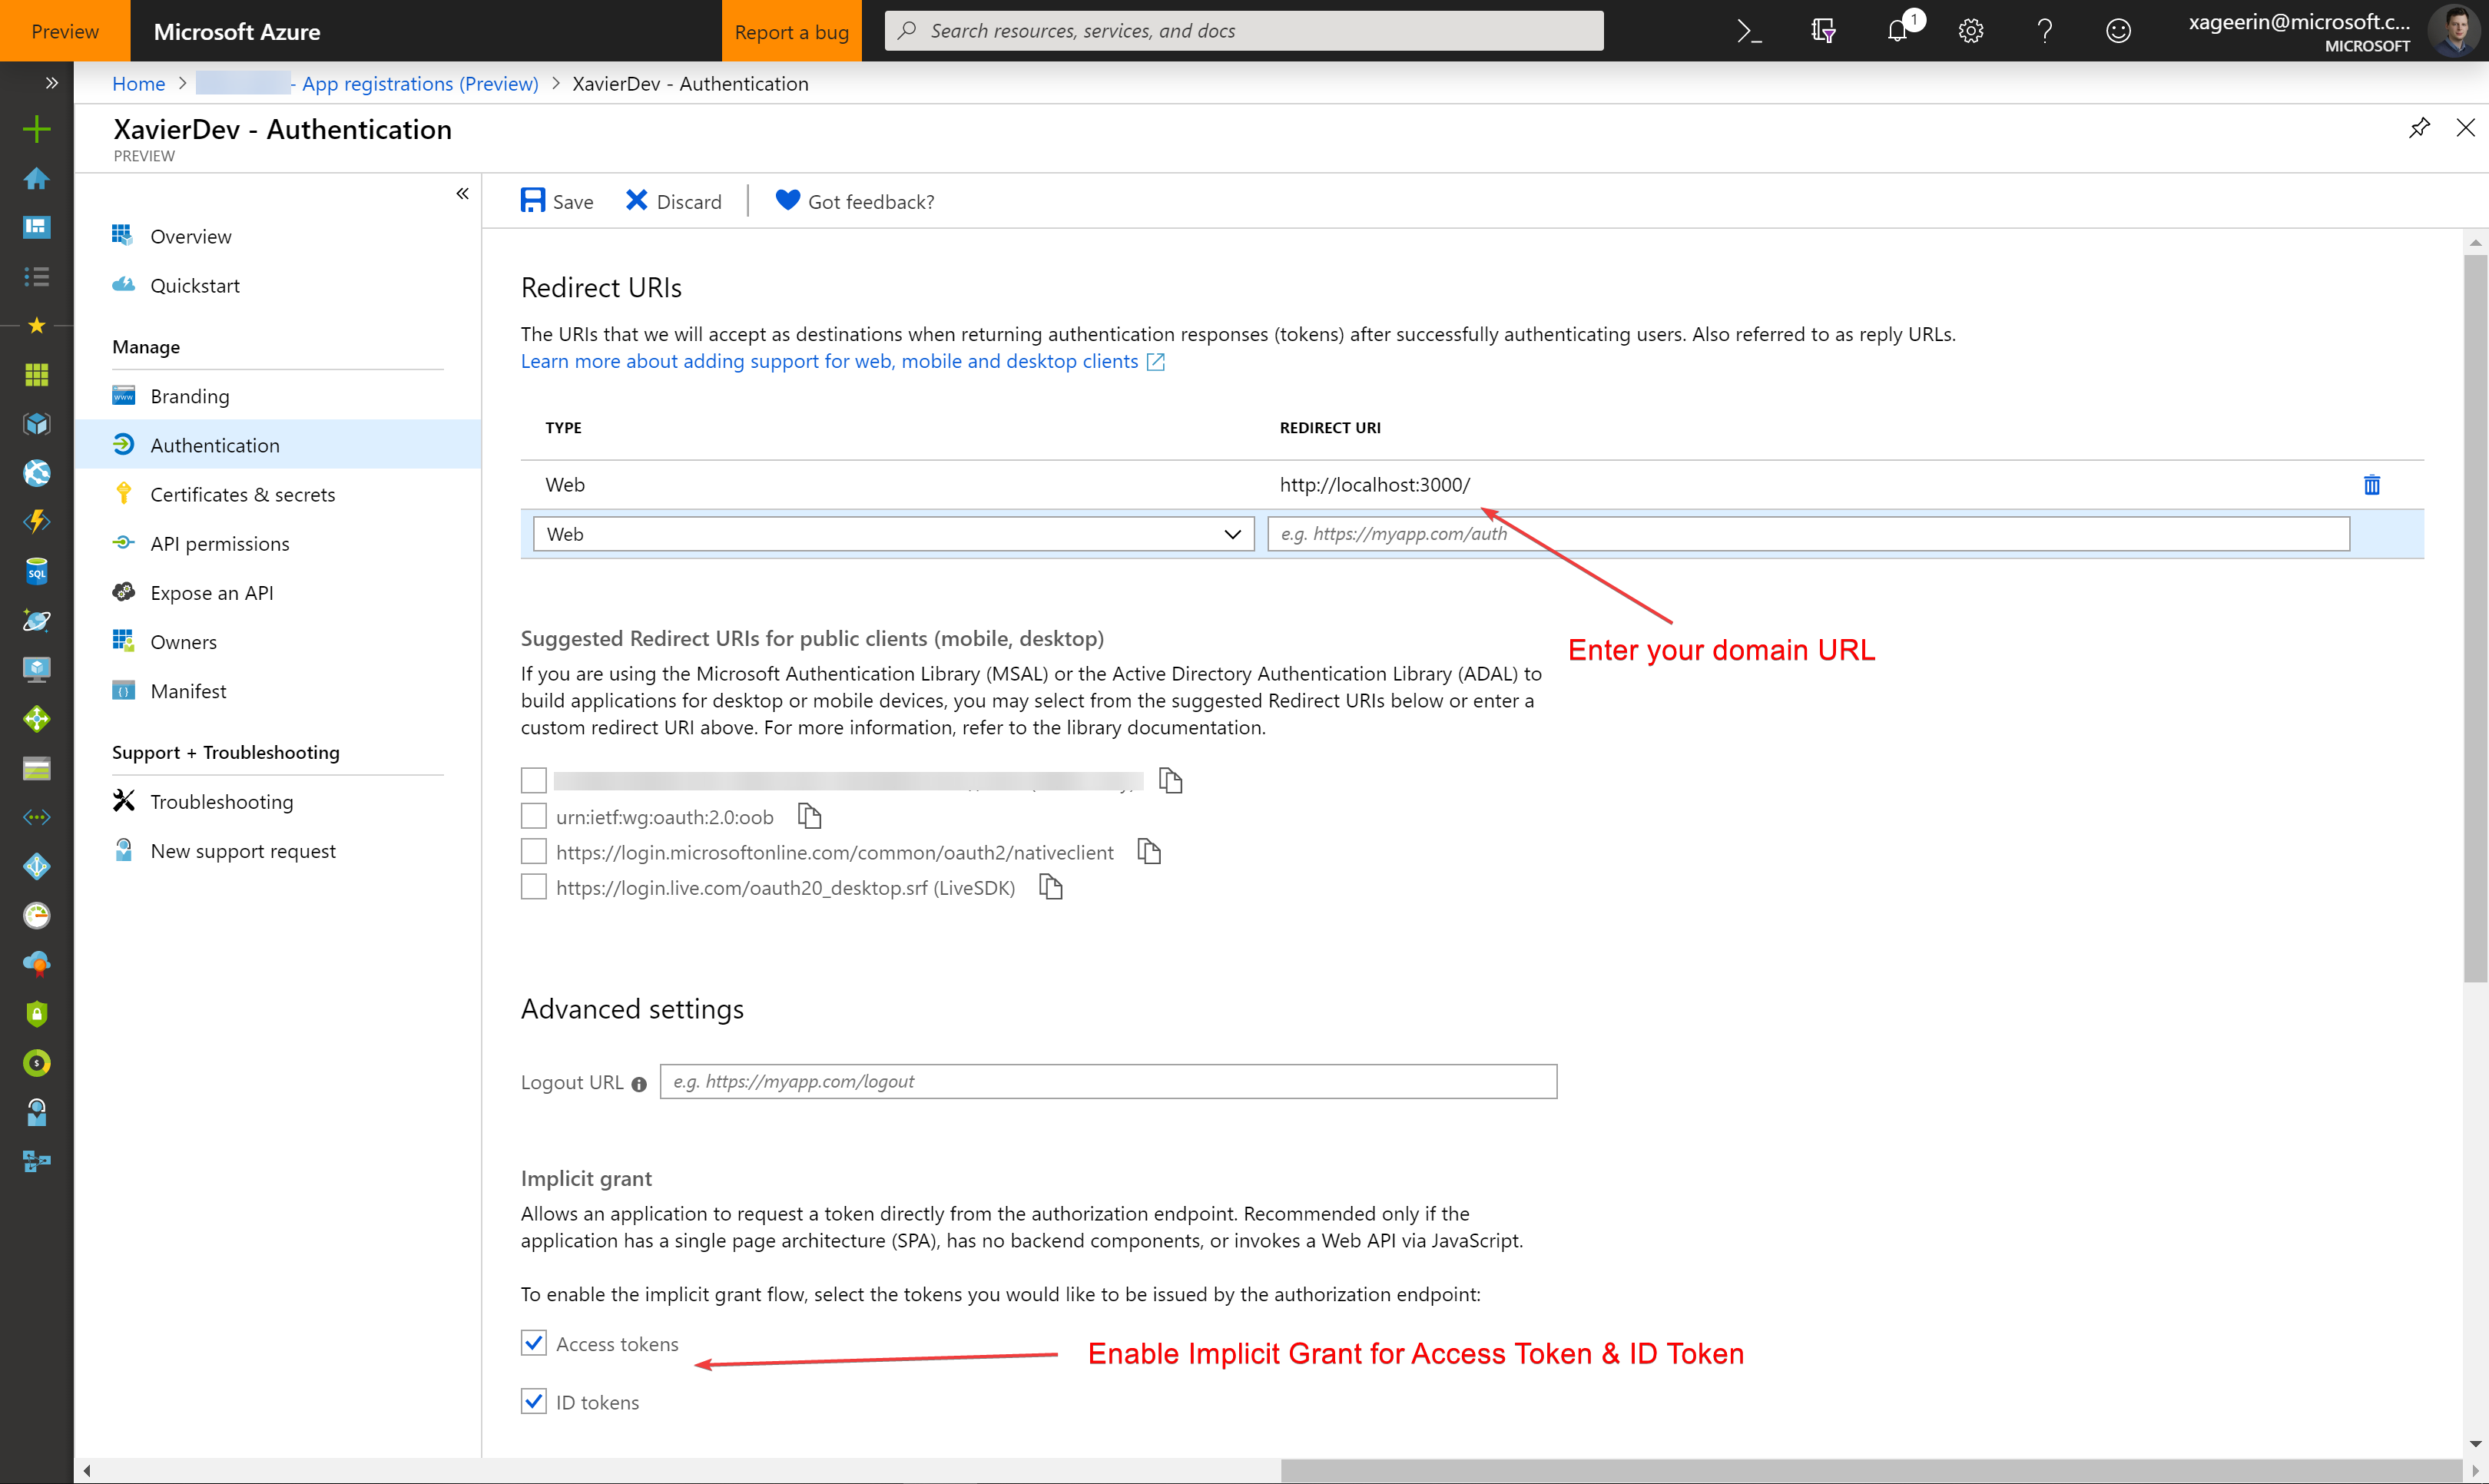 Preview
Microsoft Azure
Report a bug
Search resources, services, and docs
1
xageerin@microsoft.c...
MICROSOFT
Home > - App registrations (Preview) > XavierDev - Authentication
XavierDev - Authentication
PREVIEW
Overview
Quickstart
Manage
Branding
Authentication
Certificates & secrets
API permissions
Expose an API
Owners
Manifest
Support + Troubleshooting
Troubleshooting
New support request
Save
Discard
Got feedback?
Redirect URIs
The URIs that we will accept as destinations when returning authentication responses (tokens) after successfully authenticating users. Also referred to as reply URLs.
Learn more about adding support for web, mobile and desktop clients
TYPE REDIRECT URI
Web http://localhost:3000/
Web e.g. https://myapp.com/auth
Enter your domain URL
Suggested Redirect URIs for public clients (mobile, desktop)
If you are using the Microsoft Authentication Library (MSAL) or the Active Directory Authentication Library (ADAL) to
build applications for desktop or mobile devices, you may select from the suggested Redirect URIs below or enter a
custom redirect URI above. For more information, refer to the library documentation.
urn:ietf:wg:oauth:2.0:oob
https://login.microsoftonline.com/common/oauth2/nativeclient
https://login.live.com/oauth20_desktop.srf (LiveSDK)
Advanced settings
Logout URL e.g. https://myapp.com/logout
Implicit grant
Allows an application to request a token directly from the authorization endpoint. Recommended only if the
application has a single page architecture (SPA), has no backend components, or invokes a Web API via JavaScript.
To enable the implicit grant flow, select the tokens you would like to be issued by the authorization endpoint:
Access tokens
Enable Implicit Grant for Access Token & ID Token
ID tokens